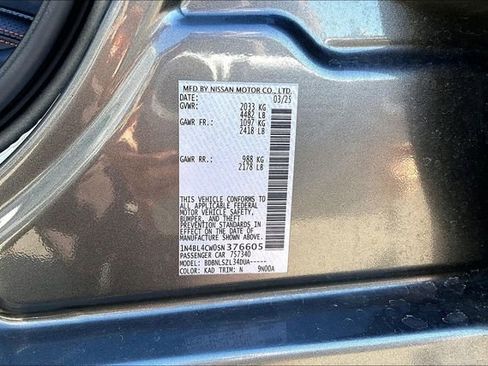 MFD BY NISSAN MOTOR CO., LTD.
DATE: 03/25
GVWR: 2033 KG
4482 LB
GAWR FR.: 1097 KG
2418 LB
GAWR RR.: 988 KG
2178 LB
THIS VEHICLE CONFORMS TO
ALL APPLICABLE FEDERAL
MOTOR VEHICLE SAFETY,
BUMPER, AND THEFT
PREVENTION STANDARDS
IN EFFECT ON THE DATE OF
MANUFACTURE SHOWN ABOVE.
1N4BL4CW0SN376605
PASSENGER CAR 757340
MODEL: BDBNLSZL34DUA-----
COLOR: KAD TRIM: N 9N00A